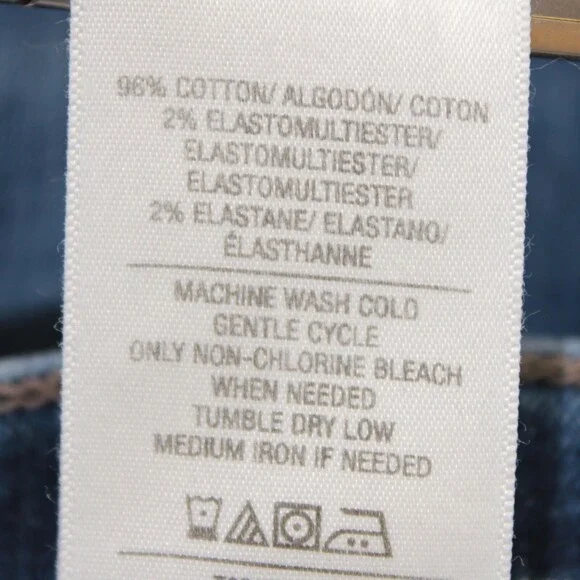 96% COTTON/ ALGODÓN/ COTON
2% ELASTOMULTIESTER/
ELASTOMULTIESTER/
ELASTOMULTIESTER
2% ELASTANE/ ELASTANO/
ÉLASTHANNE
MACHINE WASH COLD
GENTLE CYCLE
ONLY NON-CHLORINE BLEACH
WHEN NEEDED
TUMBLE DRY LOW
MEDIUM IRON IF NEEDED